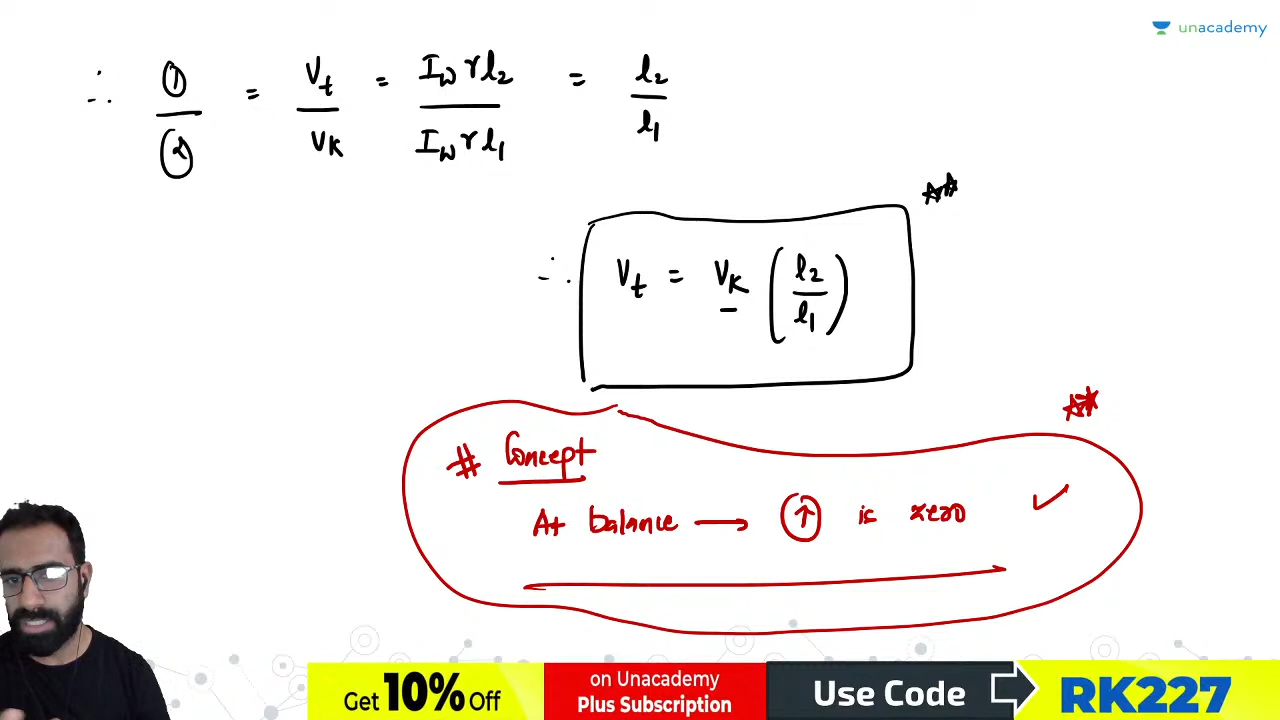 unacademy
∴ ①/② = Vt/VK = Iw r l2/Iw r l1 = l2/l1
∴ Vt = VK (l2/l1)
# Concept
At balance → ↑ is zero ✓
Get 10% Off
on Unacademy
Plus Subscription
Use Code
RK227